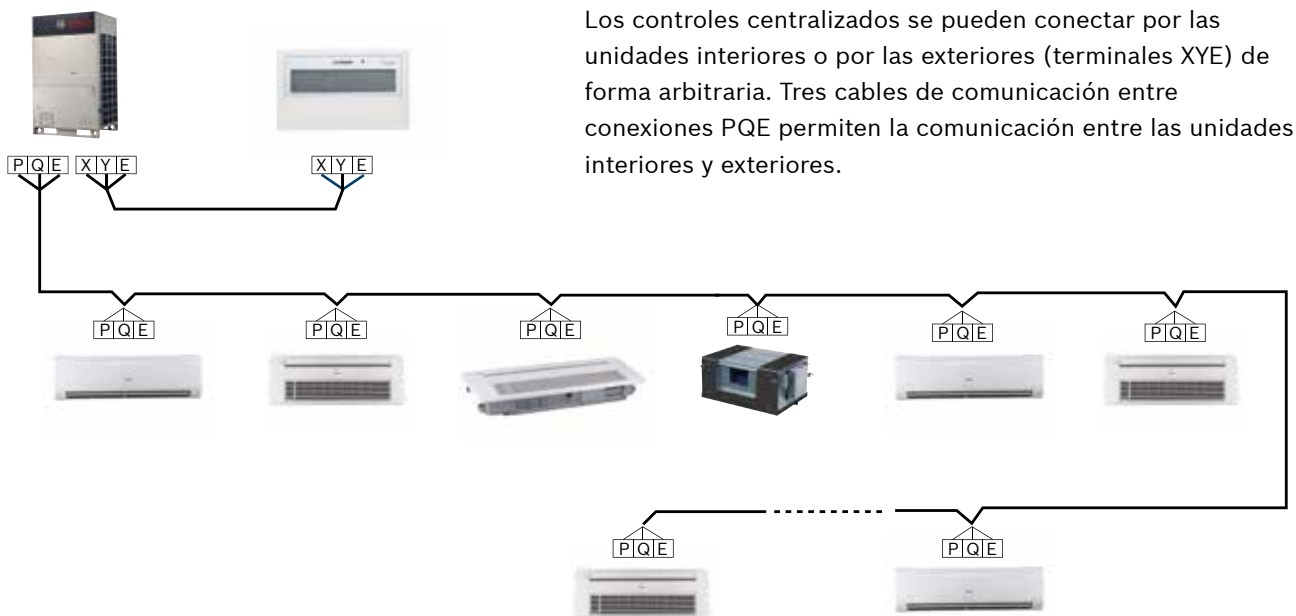 Los controles centralizados se pueden conectar por las
unidades interiores o por las exteriores (terminales XYE) de
forma arbitraria. Tres cables de comunicación entre
conexiones PQE permiten la comunicación entre las unidades
interiores y exteriores.
P Q E X Y E X Y E
P Q E P Q E P Q E P Q E P Q E P Q E
P Q E P Q E